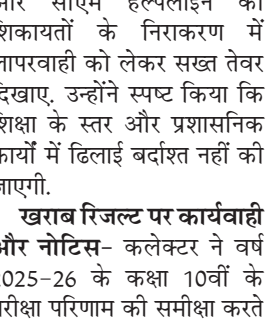 और सीएम हेल्पलाइन की
शिकायतों के निराकरण में
लापरवाही को लेकर सख्त तेवर
दिखाए. उन्होंने स्पष्ट किया कि
शिक्षा के स्तर और प्रशासनिक
कार्यों में ढिलाई बर्दाश्त नहीं की
जाएगी.
खराब रिजल्ट पर कार्यवाही
और नोटिस– कलेक्टर ने वर्ष
2025-26 के कक्षा 10वीं के
परीक्षा परिणाम की समीक्षा करते